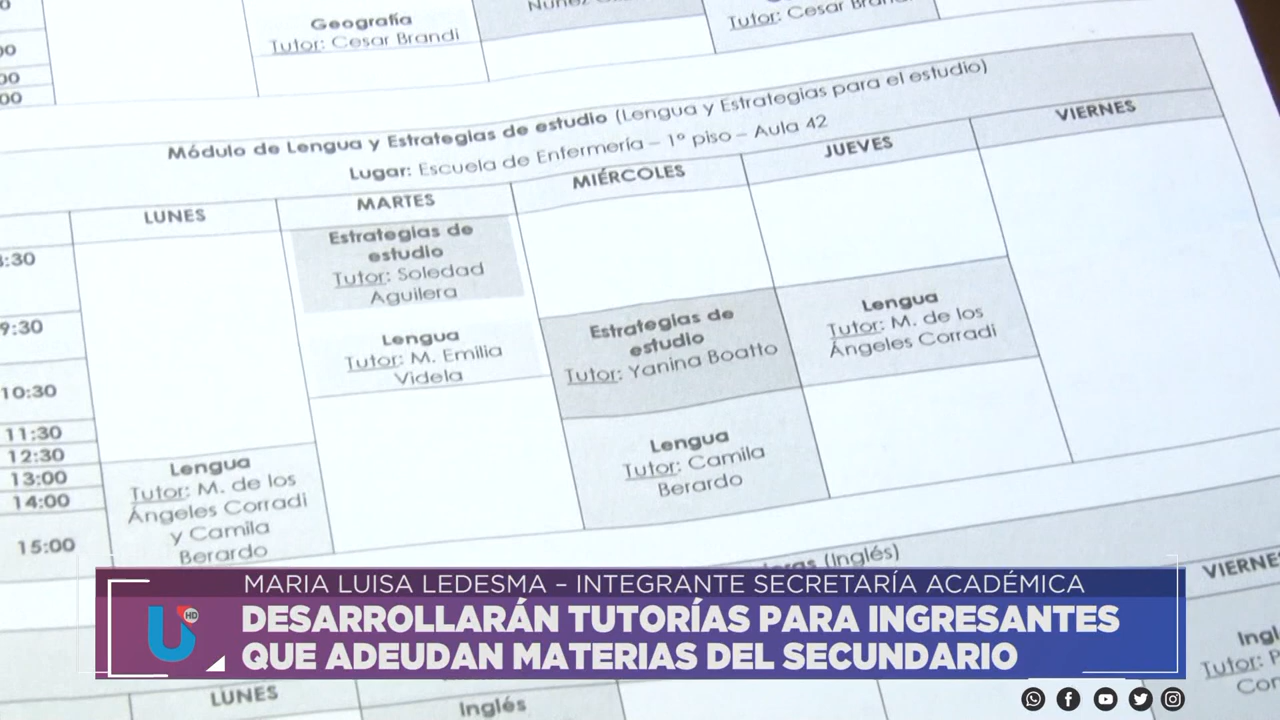 Geografía
Tutor: Cesar Brandi
Tutor: Cesar Brandi
Módulo de Lengua y Estrategias de estudio (Lengua y Estrategias para el estudio)
Lugar: Escuela de Enfermería – 1º piso – Aula 42
LUNES
MARTES
MIÉRCOLES
JUEVES
VIERNES
Estrategias de
estudio
Tutor: Soledad
Aguilera
9:30
Lengua
Tutor: M. Emilia
Videla
Estrategias de
estudio
Tutor: Yanina Boatto
Lengua
Tutor: M. de los
Ángeles Corradi
10:30
11:30
12:30
13:00
14:00
15:00
Lengua
Tutor: M. de los
Ángeles Corradi
y Camila
Berardo
Lengua
Tutor: Camila
Berardo
(Inglés)
MARIA LUISA LEDESMA – INTEGRANTE SECRETARÍA ACADÉMICA
U HD
DESARROLLARÁN TUTORÍAS PARA INGRESANTES
QUE ADEUDAN MATERIAS DEL SECUNDARIO
LUNES
Inglés
Tutor: